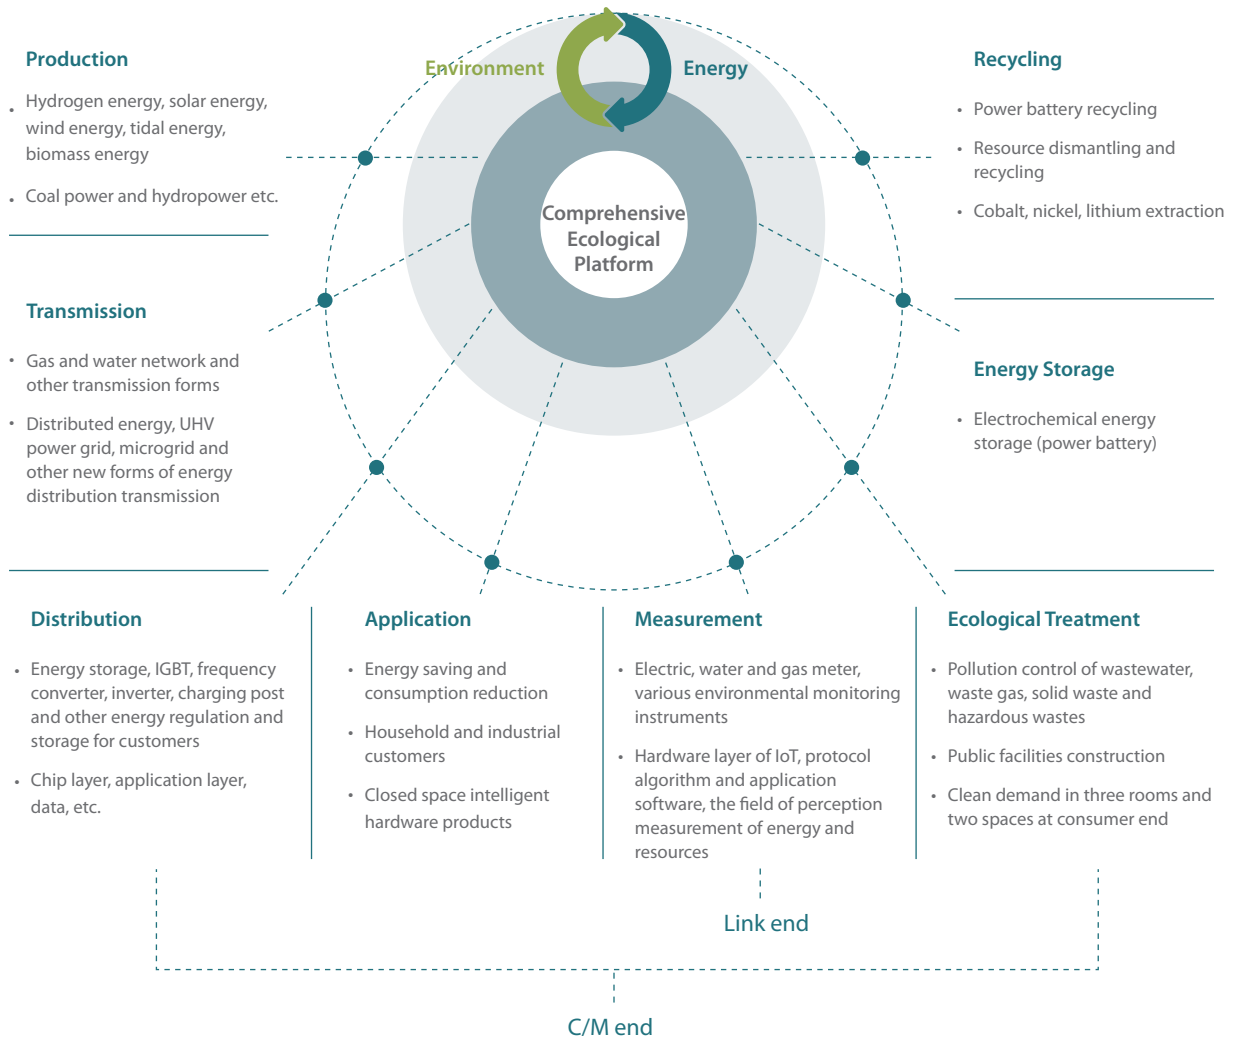 Environment
Energy
Comprehensive
Ecological
Platform
Production
• Hydrogen energy, solar energy,
wind energy, tidal energy,
biomass energy
• Coal power and hydropower etc.
Transmission
• Gas and water network and
other transmission forms
• Distributed energy, UHV
power grid, microgrid and
other new forms of energy
distribution transmission
Recycling
• Power battery recycling
• Resource dismantling and
recycling
• Cobalt, nickel, lithium extraction
Energy Storage
• Electrochemical energy
storage (power battery)
Distribution
• Energy storage, IGBT, frequency
converter, inverter, charging post
and other energy regulation and
storage for customers
• Chip layer, application layer,
data, etc.
Application
• Energy saving and
consumption reduction
• Household and industrial
customers
• Closed space intelligent
hardware products
Measurement
• Electric, water and gas meter,
various environmental monitoring
instruments
• Hardware layer of IoT, protocol
algorithm and application
software, the field of perception
measurement of energy and
resources
Ecological Treatment
• Pollution control of wastewater,
waste gas, solid waste and
hazardous wastes
• Public facilities construction
• Clean demand in three rooms and
two spaces at consumer end
Link end
C/M end